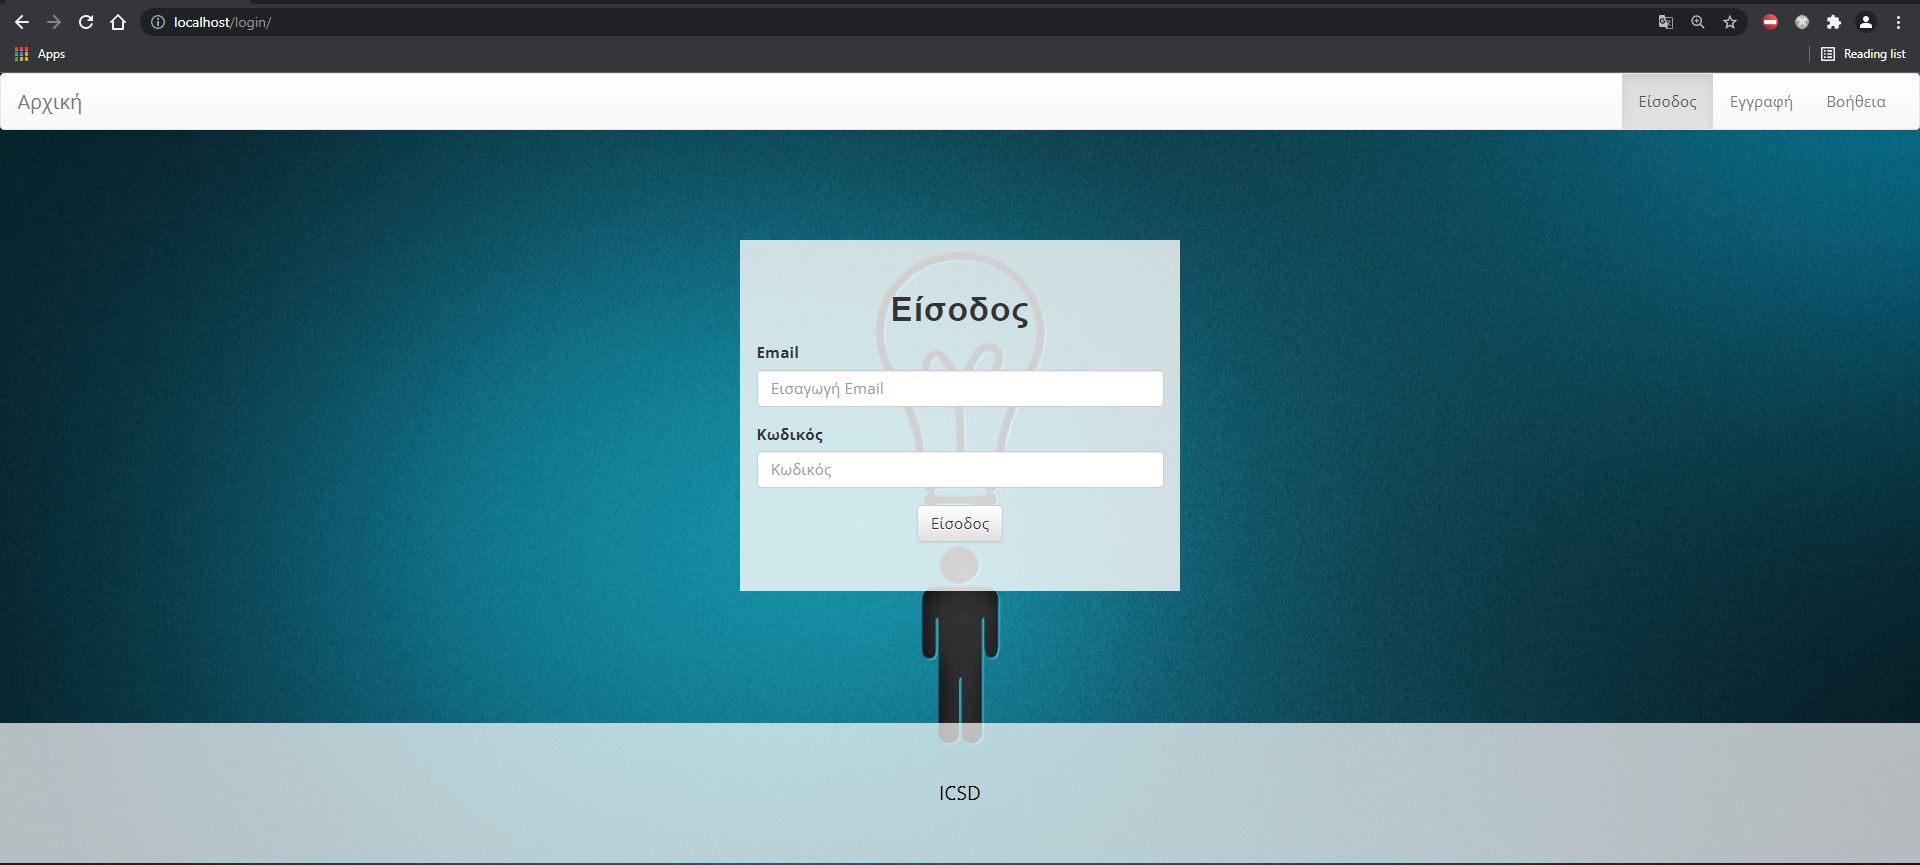 localhost/login/
Apps
Reading list
Αρχική
Είσοδος
Εγγραφή
Βοήθεια
Είσοδος
Email
Εισαγωγή Email
Κωδικός
Κωδικός
Είσοδος
ICSD